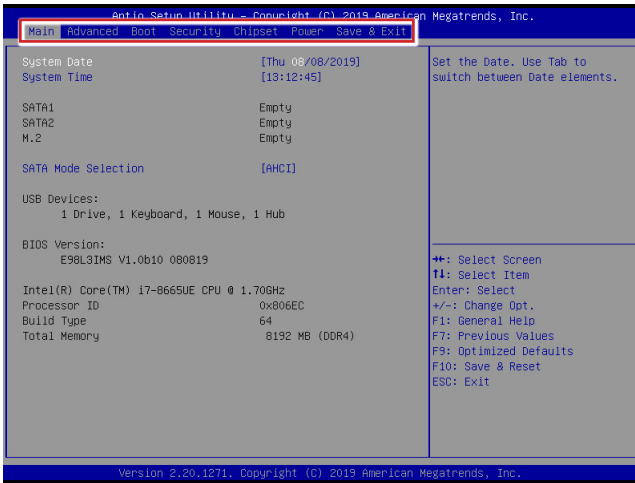 Aptio Setup Utility – Copyright (C) 2019 American Megatrends, Inc.
Main Advanced Boot Security Chipset Power Save & Exit
System Date [Thu 08/08/2019]
System Time [13:12:45]
SATA1 Empty
SATA2 Empty
M.2 Empty
SATA Mode Selection [AHCI]
USB Devices:
1 Drive, 1 Keyboard, 1 Mouse, 1 Hub
BIOS Version:
E98L3IMS V1.0b10 080819
Intel(R) Core(TM) i7-8665UE CPU @ 1.70GHz
Processor ID 0x806EC
Build Type 64
Total Memory 8192 MB (DDR4)
Set the Date. Use Tab to
switch between Date elements.
→←: Select Screen
↑↓: Select Item
Enter: Select
+/-: Change Opt.
F1: General Help
F7: Previous Values
F9: Optimized Defaults
F10: Save & Reset
ESC: Exit
Version 2.20.1271. Copyright (C) 2019 American Megatrends, Inc.